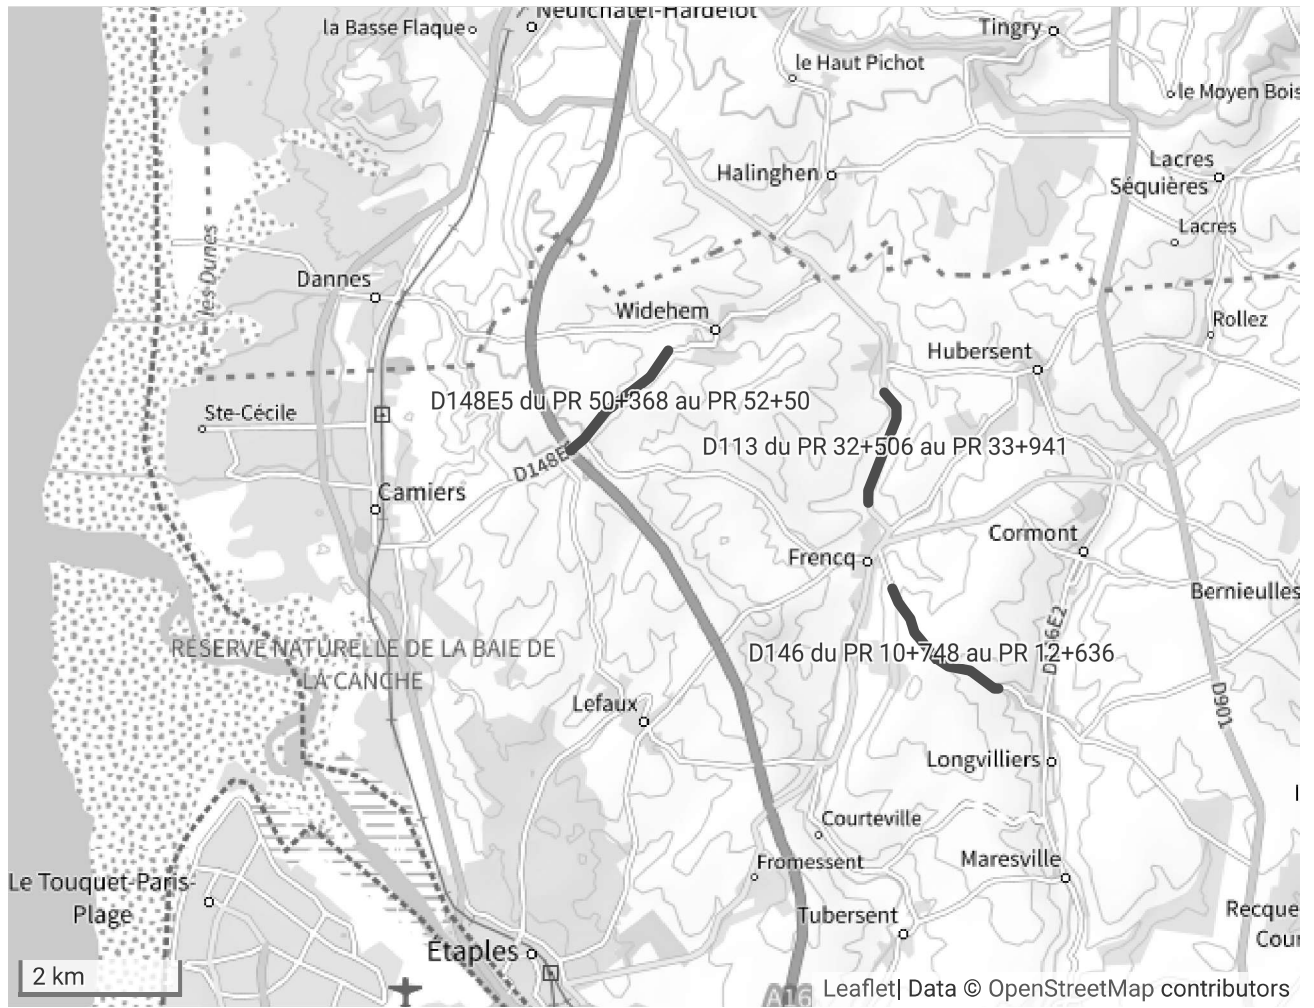 Neufchâtel-Hardelot
la Basse Flaque
Tingry
le Haut Pichot
le Moyen Bois
Halinghen
Lacres
Séquières
Lacres
les Dunes
Dannes
Widehem
Rollez
Hubersent
D148E5 du PR 50+368 au PR 52+50
Ste-Cécile
D113 du PR 32+506 au PR 33+941
D148E
Camiers
Cormont
Frencq
Bernieulles
RÉSERVE NATURELLE DE LA BAIE DE
LA CANCHE
D146 du PR 10+748 au PR 12+636
Lefaux
D901
Longvilliers
Courteville
Maresville
Fromessent
Le Touquet-Paris-
Plage
Tubersent
Recque
Cour
Étaples
2 km
A16
Leaflet | Data © OpenStreetMap contributors